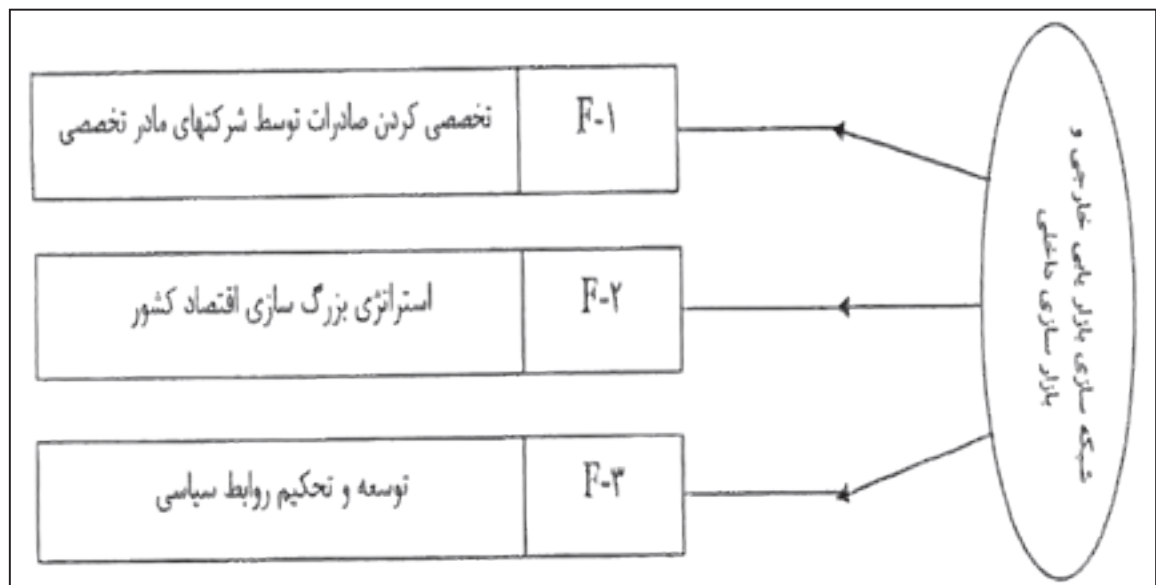 شبکه سازی بازار یابی خارجی و
بازار سازی داخلی
F-۱
تخصصی کردن صادرات توسط شرکتهای مادر تخصصی
F-۲
استراتژی بزرگ سازی اقتصاد کشور
F-۳
توسعه و تحکیم روابط سیاسی